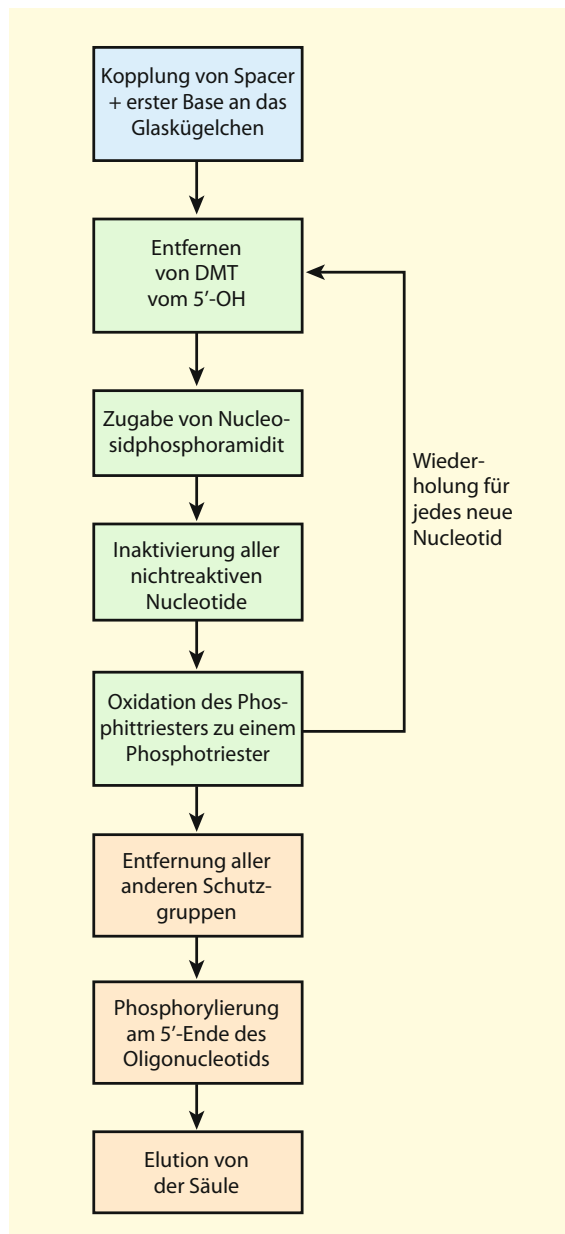 Kopplung von Spacer
+ erster Base an das
Glaskügelchen
Entfernen
von DMT
vom 5′-OH
Zugabe von Nucleo-
sidphosphoramidit
Wieder-
holung für
jedes neue
Nucleotid
Inaktivierung aller
nichtreaktiven
Nucleotide
Oxidation des Phos-
phittriesters zu einem
Phosphotriester
Entfernung aller
anderen Schutz-
gruppen
Phosphorylierung
am 5′-Ende des
Oligonucleotids
Elution von
der Säule